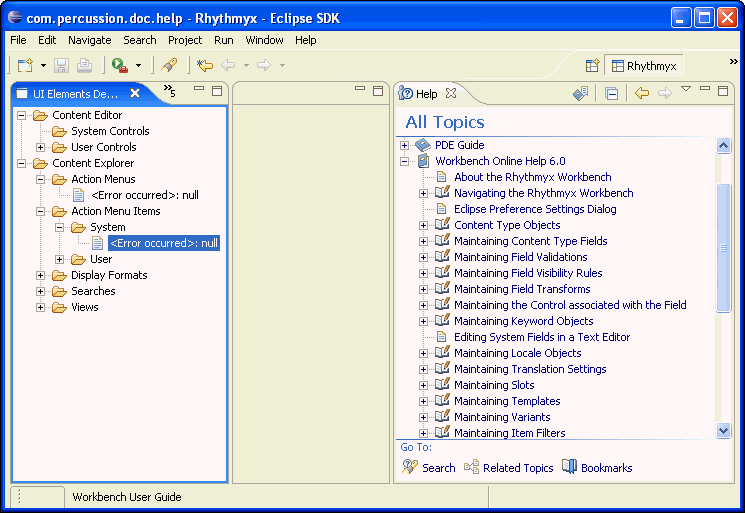 com.percussion.doc.help - Rhythmyx - Eclipse SDK
File Edit Navigate Search Project Run Window Help
Rhythmyx
»
UI Elements De...
»5
Content Editor
System Controls
User Controls
Content Explorer
Action Menus
<Error occurred>: null
Action Menu Items
System
<Error occurred>: null
User
Display Formats
Searches
Views
Help
All Topics
PDE Guide
Workbench Online Help 6.0
About the Rhythmyx Workbench
Navigating the Rhythmyx Workbench
Eclipse Preference Settings Dialog
Content Type Objects
Maintaining Content Type Fields
Maintaining Field Validations
Maintaining Field Visibility Rules
Maintaining Field Transforms
Maintaining the Control associated with the Field
Maintaining Keyword Objects
Editing System Fields in a Text Editor
Maintaining Locale Objects
Maintaining Translation Settings
Maintaining Slots
Maintaining Templates
Maintaining Variants
Maintaining Item Filters
Go To:
Search Related Topics Bookmarks
Workbench User Guide